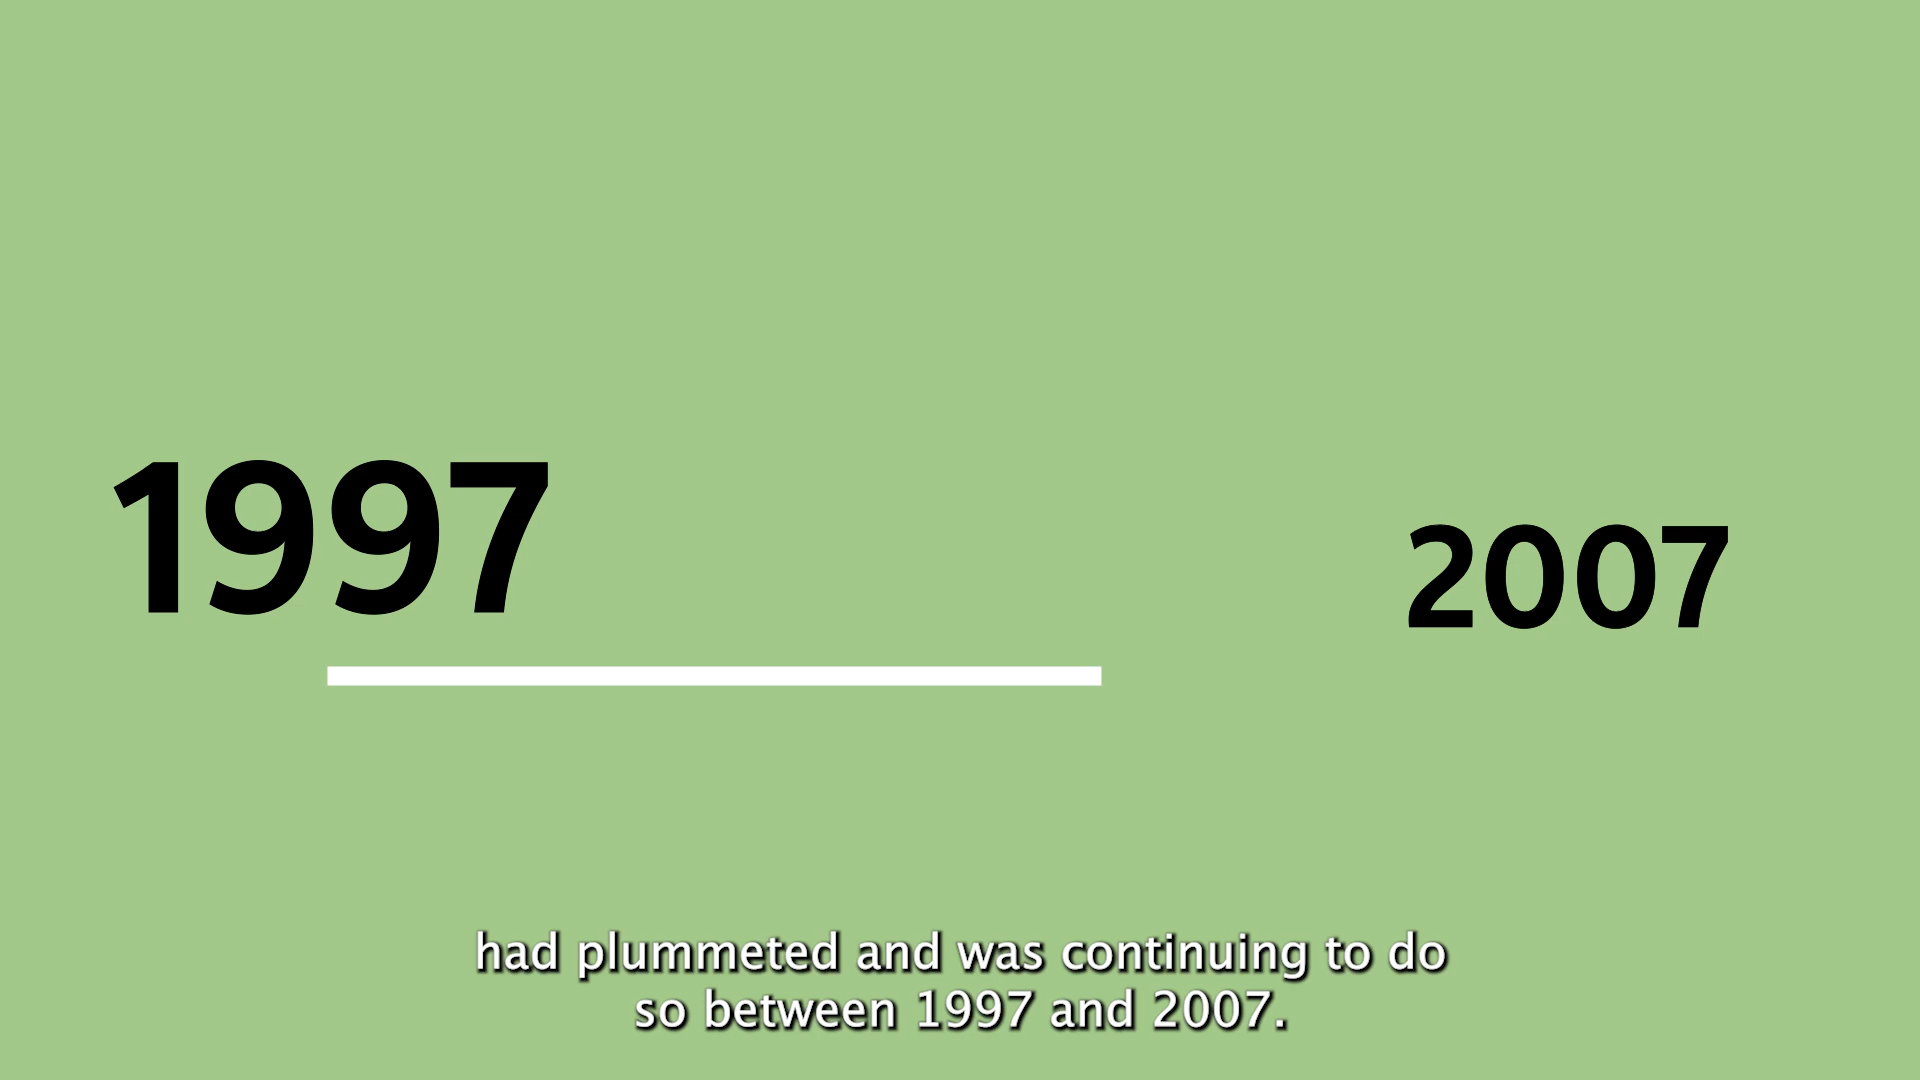 1997
2007
had plummeted and was continuing to do
so between 1997 and 2007.